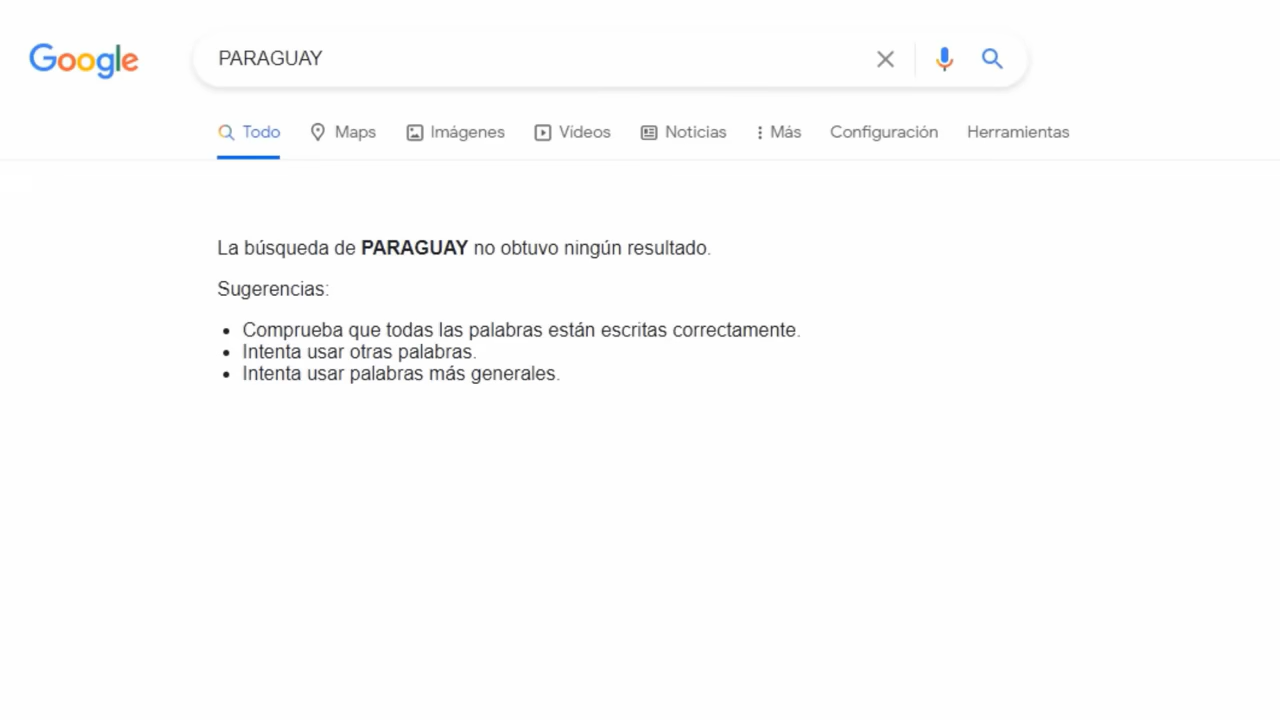 Google
PARAGUAY
Todo Maps Imágenes Vídeos Noticias Más Configuración Herramientas
La búsqueda de PARAGUAY no obtuvo ningún resultado.
Sugerencias:
Comprueba que todas las palabras están escritas correctamente.
Intenta usar otras palabras.
Intenta usar palabras más generales.